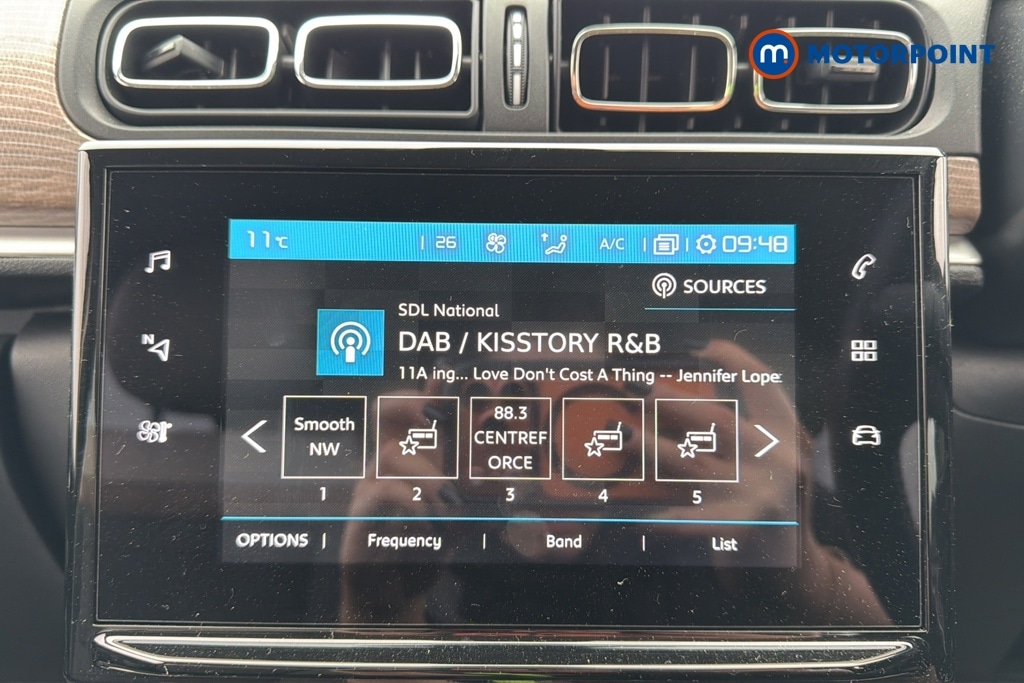 m MOTORPOINT
11°C | 26 A/C | | 09:48
SOURCES
SDL National
DAB / KISSTORY R&B
11A ing... Love Don't Cost A Thing -- Jennifer Lope
Smooth
NW
88.3
CENTREF
ORCE
1 2 3 4 5
OPTIONS | Frequency | Band | List
N